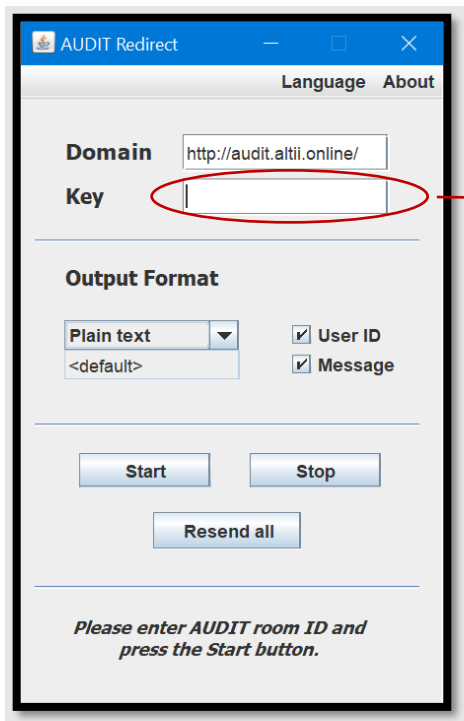 AUDIT Redirect
Language About
Domain http://audit.altii.online/
Key
Output Format
Plain text User ID
<default> Message
Start Stop
Resend all
Please enter AUDIT room ID and
press the Start button.